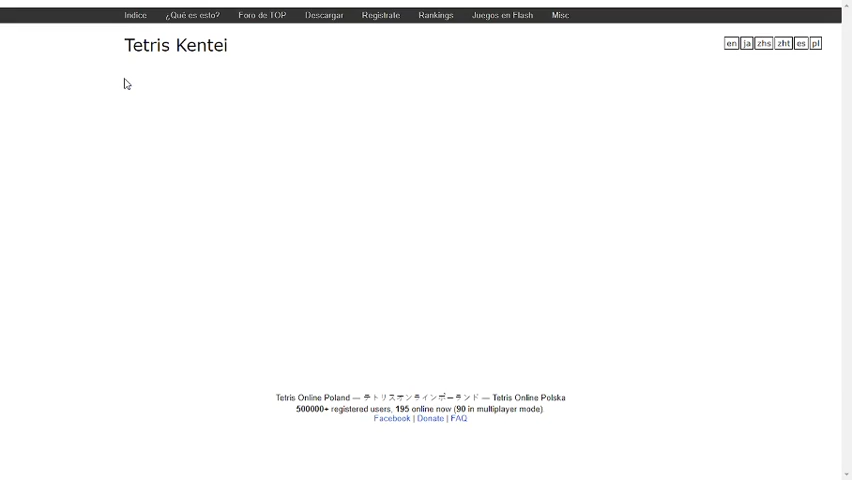 Indice ¿Qué es esto? Foro de TOP Descargar Regístrate Rankings Juegos en Flash Misc
Tetris Kentei
en ja zhs zht es pl
Tetris Online Poland — テトリスオンラインポーランド — Tetris Online Polska
500000+ registered users, 195 online now (90 in multiplayer mode)
Facebook | Donate | FAQ